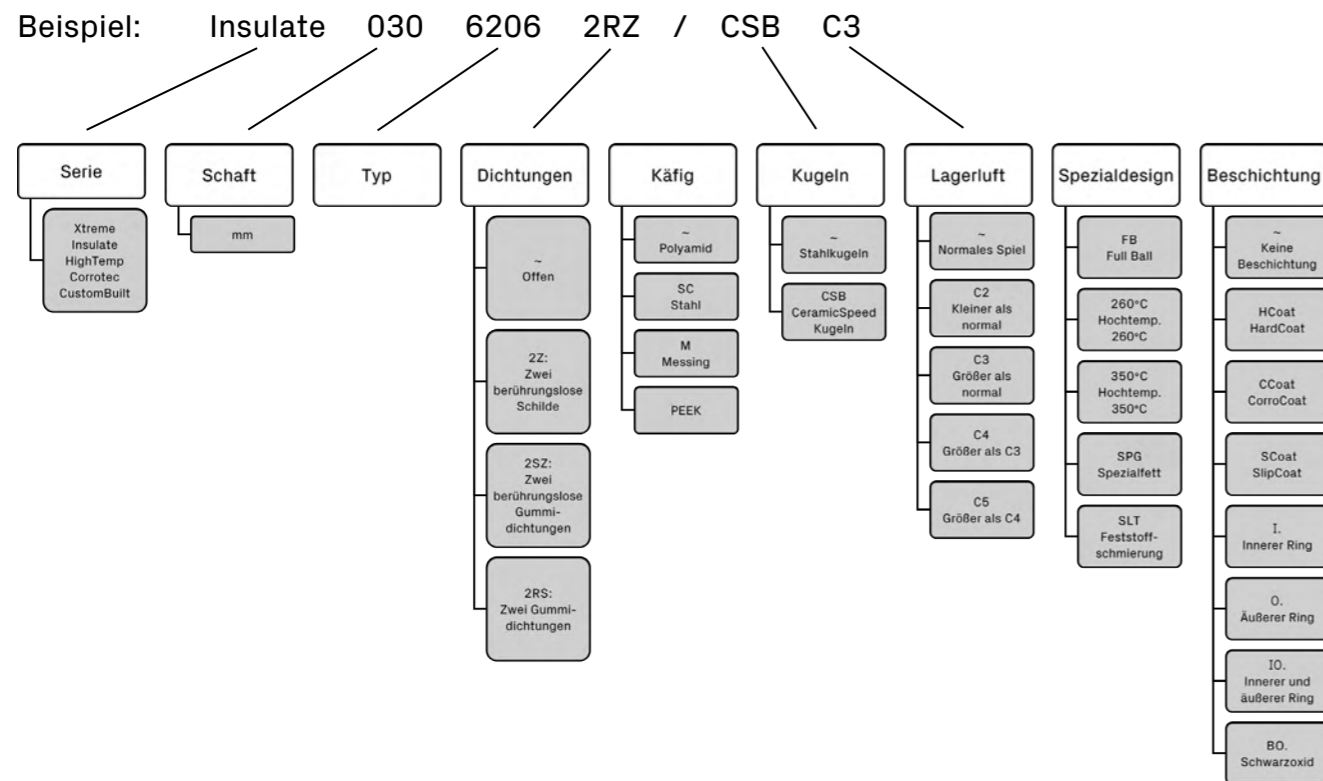 Beispiel: Insulate 030 6206 2RZ / CSB C3
Serie
Xtreme
Insulate
HighTemp
Corrotec
CustomBuilt
Schaft
mm
Typ
Dichtungen
~
Offen
2Z:
Zwei
berührungslose
Schilde
2SZ:
Zwei
berührungslose
Gummi-
dichtungen
2RS:
Zwei Gummi-
dichtungen
Käfig
~
Polyamid
SC
Stahl
M
Messing
PEEK
Kugeln
~
Stahlkugeln
CSB
CeramicSpeed
Kugeln
Lagerluft
~
Normales Spiel
C2
Kleiner als
normal
C3
Größer als
normal
C4
Größer als C3
C5
Größer als C4
Spezialdesign
FB
Full Ball
260°C
Hochtemp.
260°C
350°C
Hochtemp.
350°C
SPG
Spezialfett
SLT
Feststoff-
schmierung
Beschichtung
~
Keine
Beschichtung
HCoat
HardCoat
CCoat
CorroCoat
SCoat
SlipCoat
I.
Innerer Ring
O.
Äußerer Ring
IO.
Innerer und
äußerer Ring
BO.
Schwarzoxid